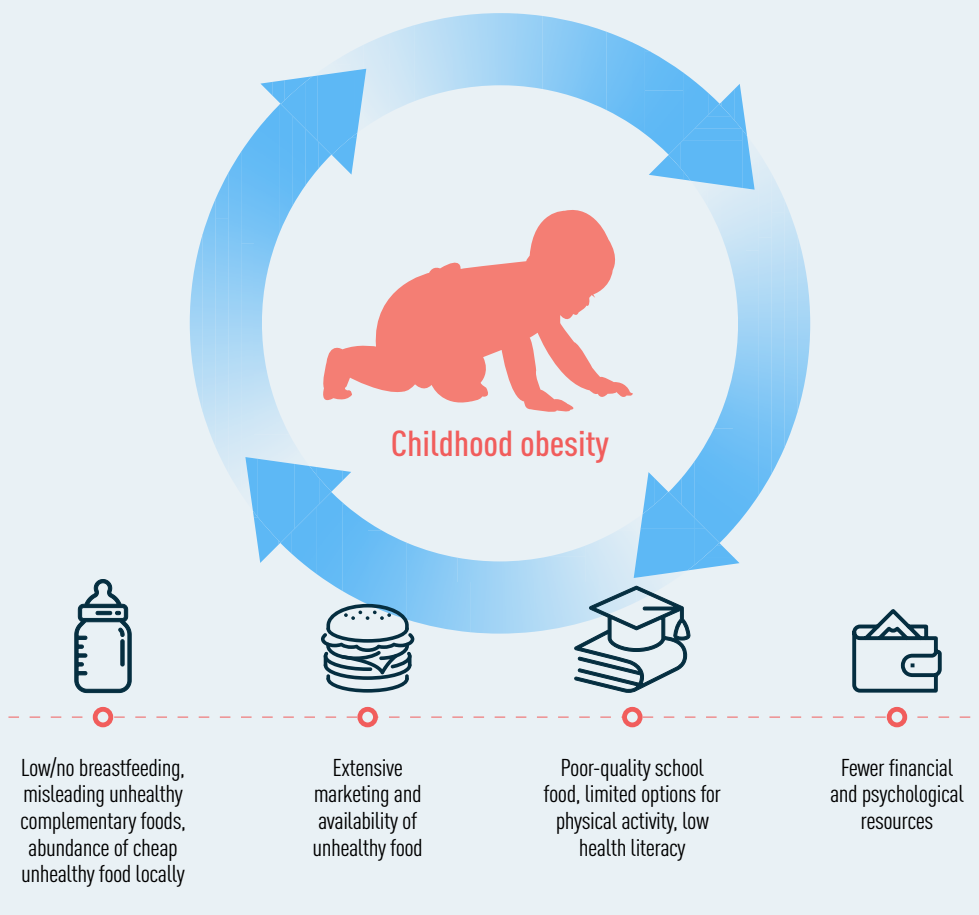 Childhood obesity
Low/no breastfeeding,
misleading unhealthy
complementary foods,
abundance of cheap
unhealthy food locally
Extensive
marketing and
availability of
unhealthy food
Poor-quality school
food, limited options for
physical activity, low
health literacy
Fewer financial
and psychological
resources